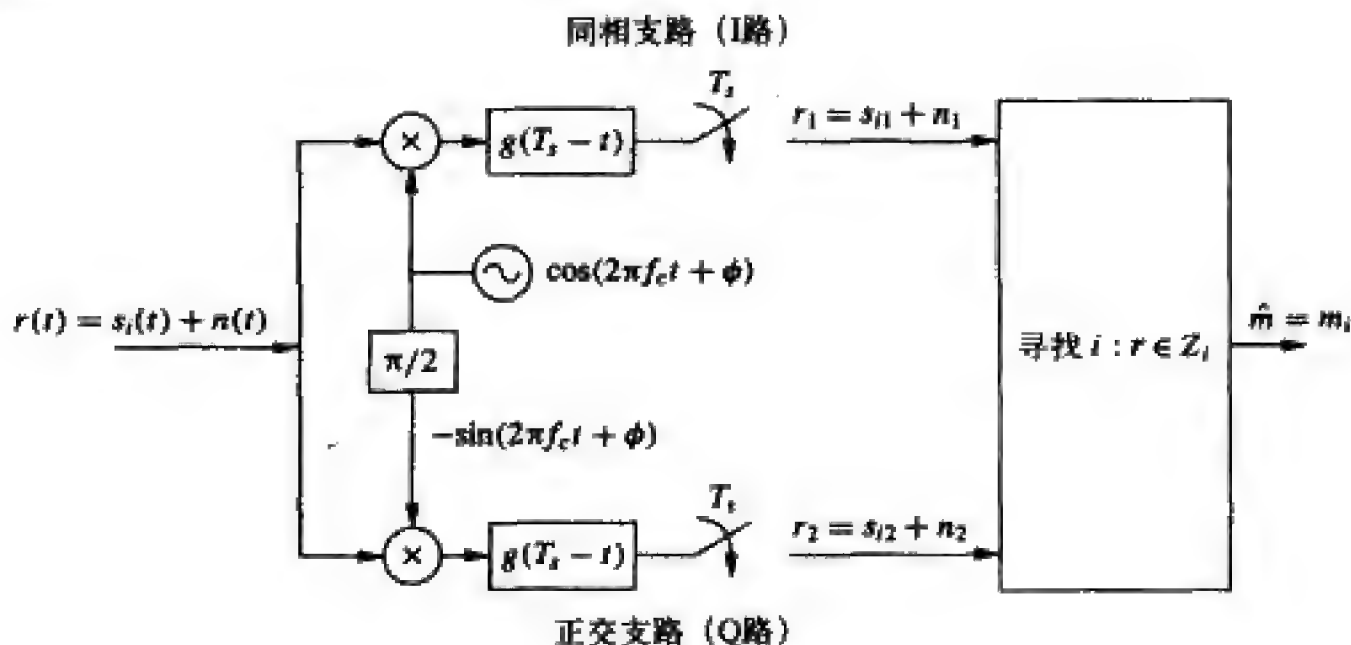 同相支路（I路）
T_s
g(T_s − t)
r_1 = s_{i1} + n_1
cos(2πf_c t + ϕ)
r(t) = s_i(t) + n(t)
π/2
寻找 i : r ∈ Z_i
m̂ = m_i
−sin(2πf_c t + ϕ)
T_s
g(T_s − t)
r_2 = s_{i2} + n_2
正交支路（Q路）